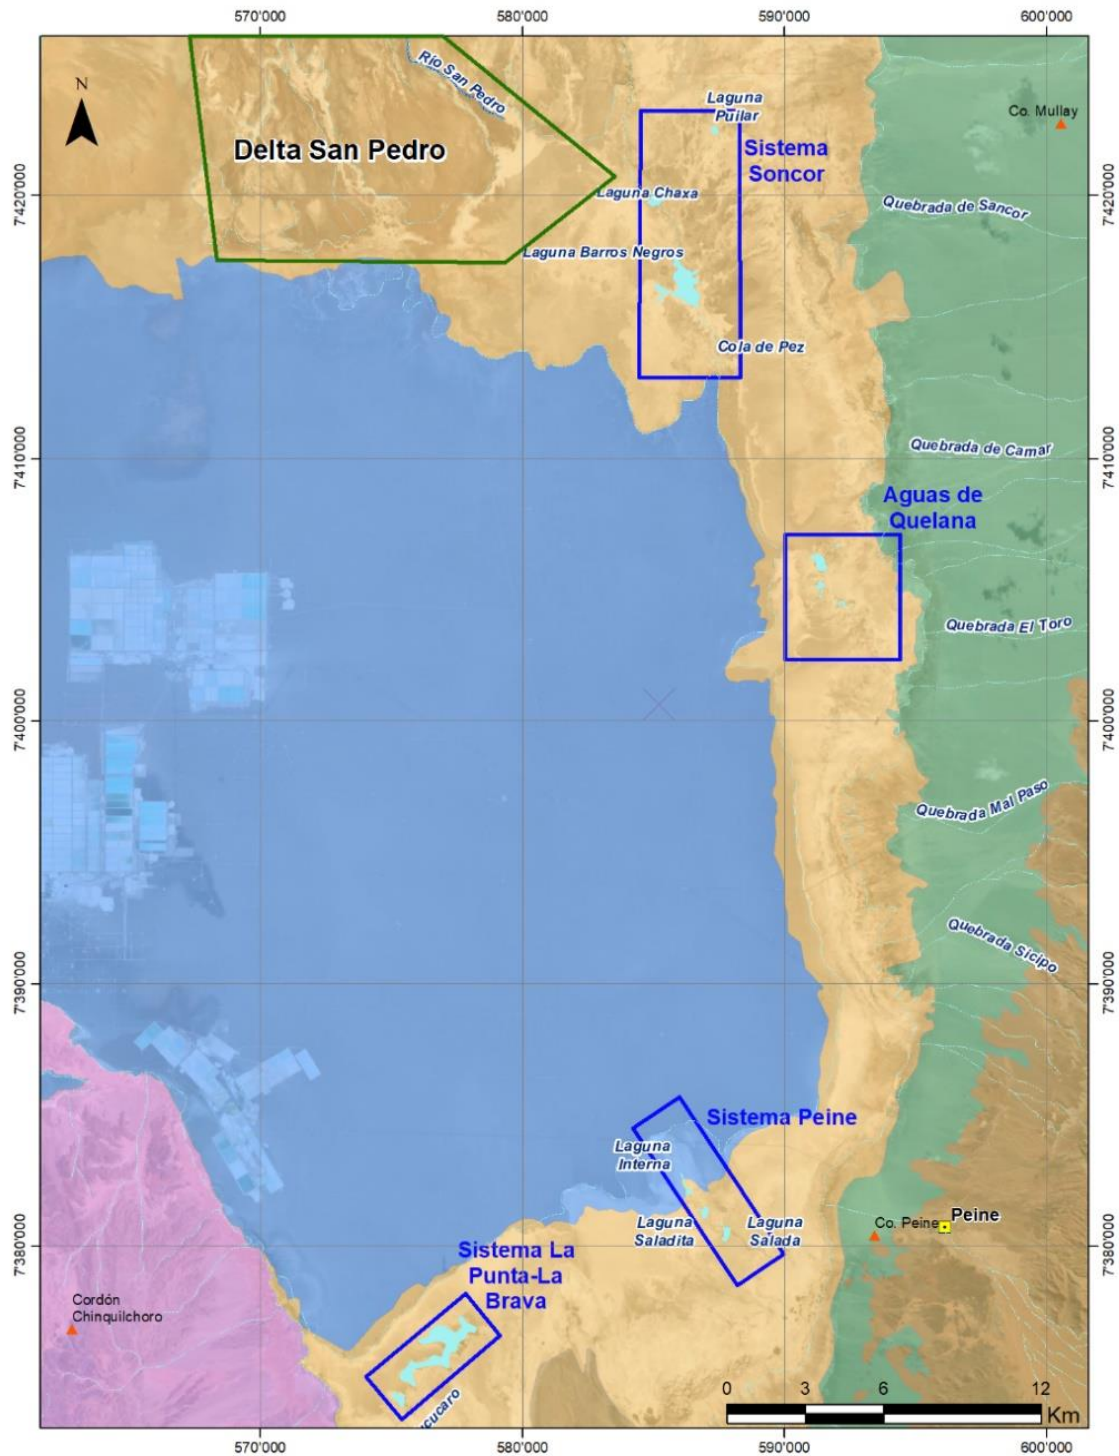 570'000
580'000
590'000
600'000
N
Río San Pedro
Delta San Pedro
Laguna
Puilar
Sistema
Soncor
Co. Mullay
7'420'000
7'420'000
Laguna Chaxa
Quebrada de Sancor
Laguna Barros Negros
Cola de Pez
7'410'000
7'410'000
Quebrada de Camar
Aguas de
Quelana
Quebrada El Toro
7'400'000
7'400'000
Quebrada Mal Paso
Quebrada Sicipo
7'390'000
7'390'000
Sistema Peine
Laguna
Interna
Laguna
Saladita
Laguna
Salada
Co. Peine
Peine
7'380'000
7'380'000
Sistema La
Punta-La
Brava
Cordón
Chinquilchoro
cucaro
0
3
6
12
Km
570'000
580'000
590'000
600'000